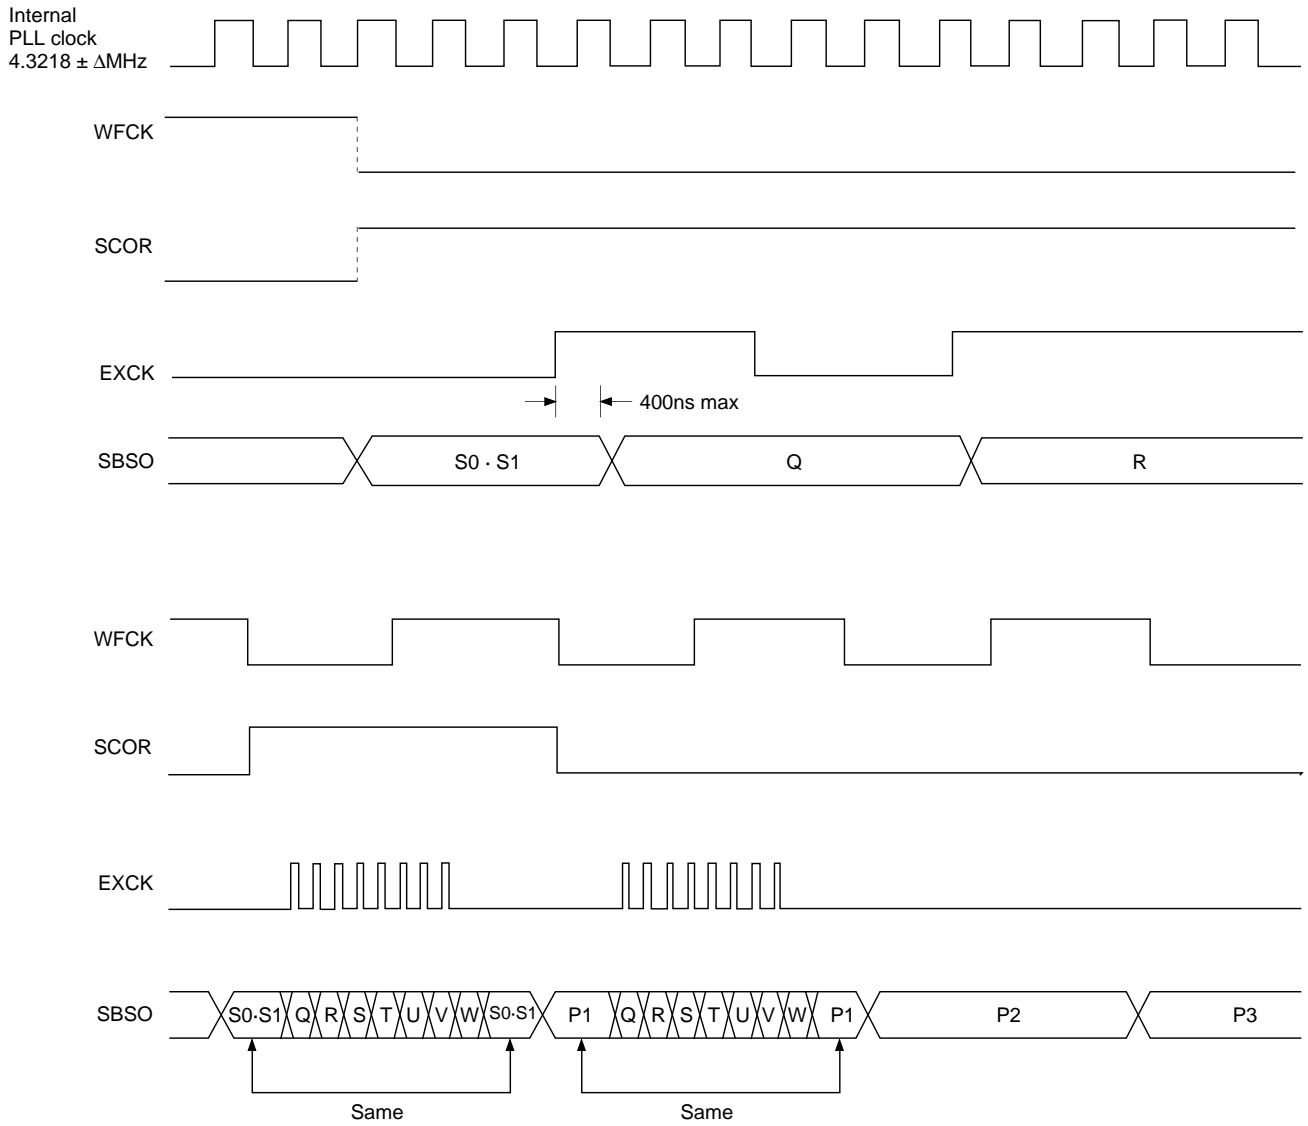 Internal
PLL clock
4.3218 ± ΔMHz
WFCK
SCOR
EXCK
400ns max
SBSO
S0 · S1
Q
R
WFCK
SCOR
EXCK
SBSO
S0·S1 Q R S T U V W S0·S1 P1 Q R S T U V W P1 P2 P3
Same
Same